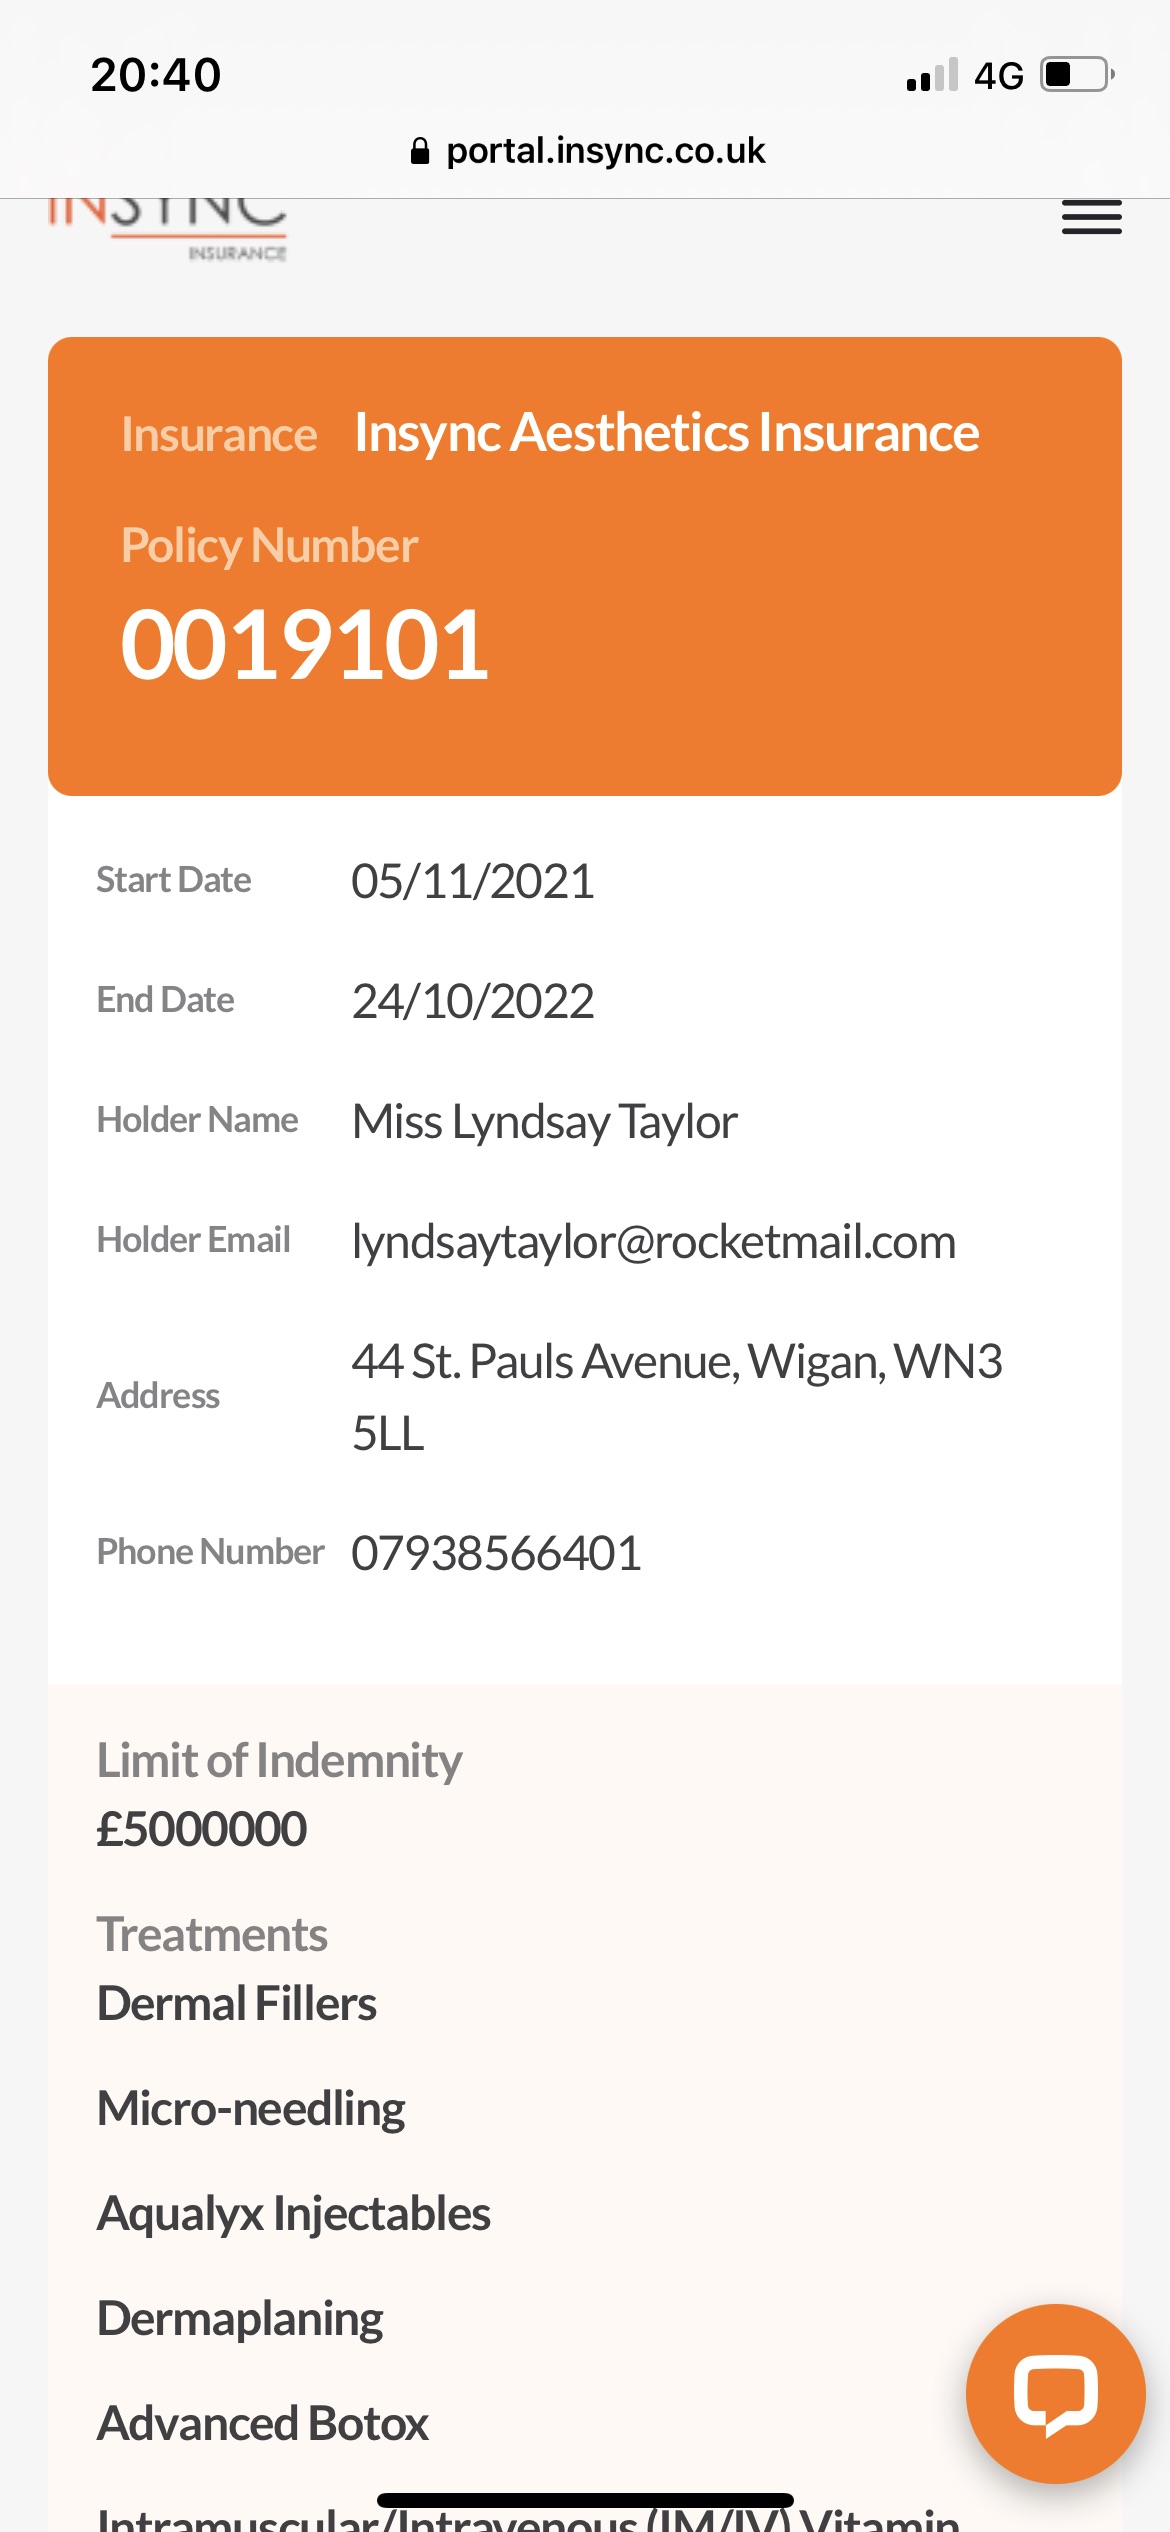 20:40
4G
portal.insync.co.uk
INSYNC
INSURANCE
Insurance Insync Aesthetics Insurance
Policy Number
0019101
Start Date 05/11/2021
End Date 24/10/2022
Holder Name Miss Lyndsay Taylor
Holder Email lyndsaytaylor@rocketmail.com
Address 44 St. Pauls Avenue, Wigan, WN3
5LL
Phone Number 07938566401
Limit of Indemnity
£5000000
Treatments
Dermal Fillers
Micro-needling
Aqualyx Injectables
Dermaplaning
Advanced Botox
Intramuscular/Intravenous (IM/IV) Vitamin